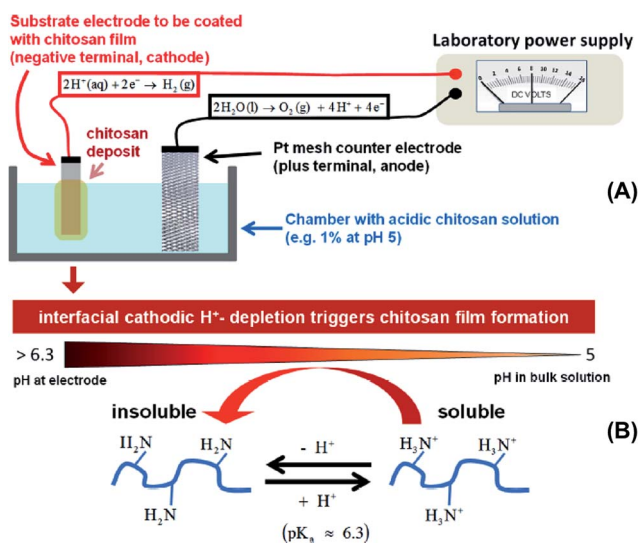 Substrate electrode to be coated
with chitosan film
(negative terminal, cathode)
Laboratory power supply
2H⁺(aq) + 2e⁻ → H₂(g)
2H₂O(l) → O₂(g) + 4H⁺ + 4e⁻
DC VOLTS
chitosan
deposit
Pt mesh counter electrode
(plus terminal, anode)
(A)
Chamber with acidic chitosan solution
(e.g. 1% at pH 5)
interfacial cathodic H⁺- depletion triggers chitosan film formation
> 6.3
5
pH at electrode
pH in bulk solution
insoluble
soluble
(B)
H₂N
H₂N
H₂N
- H⁺
+ H⁺
(pKₐ ≈ 6.3)
H₃N⁺
H₃N⁺
H₃N⁺